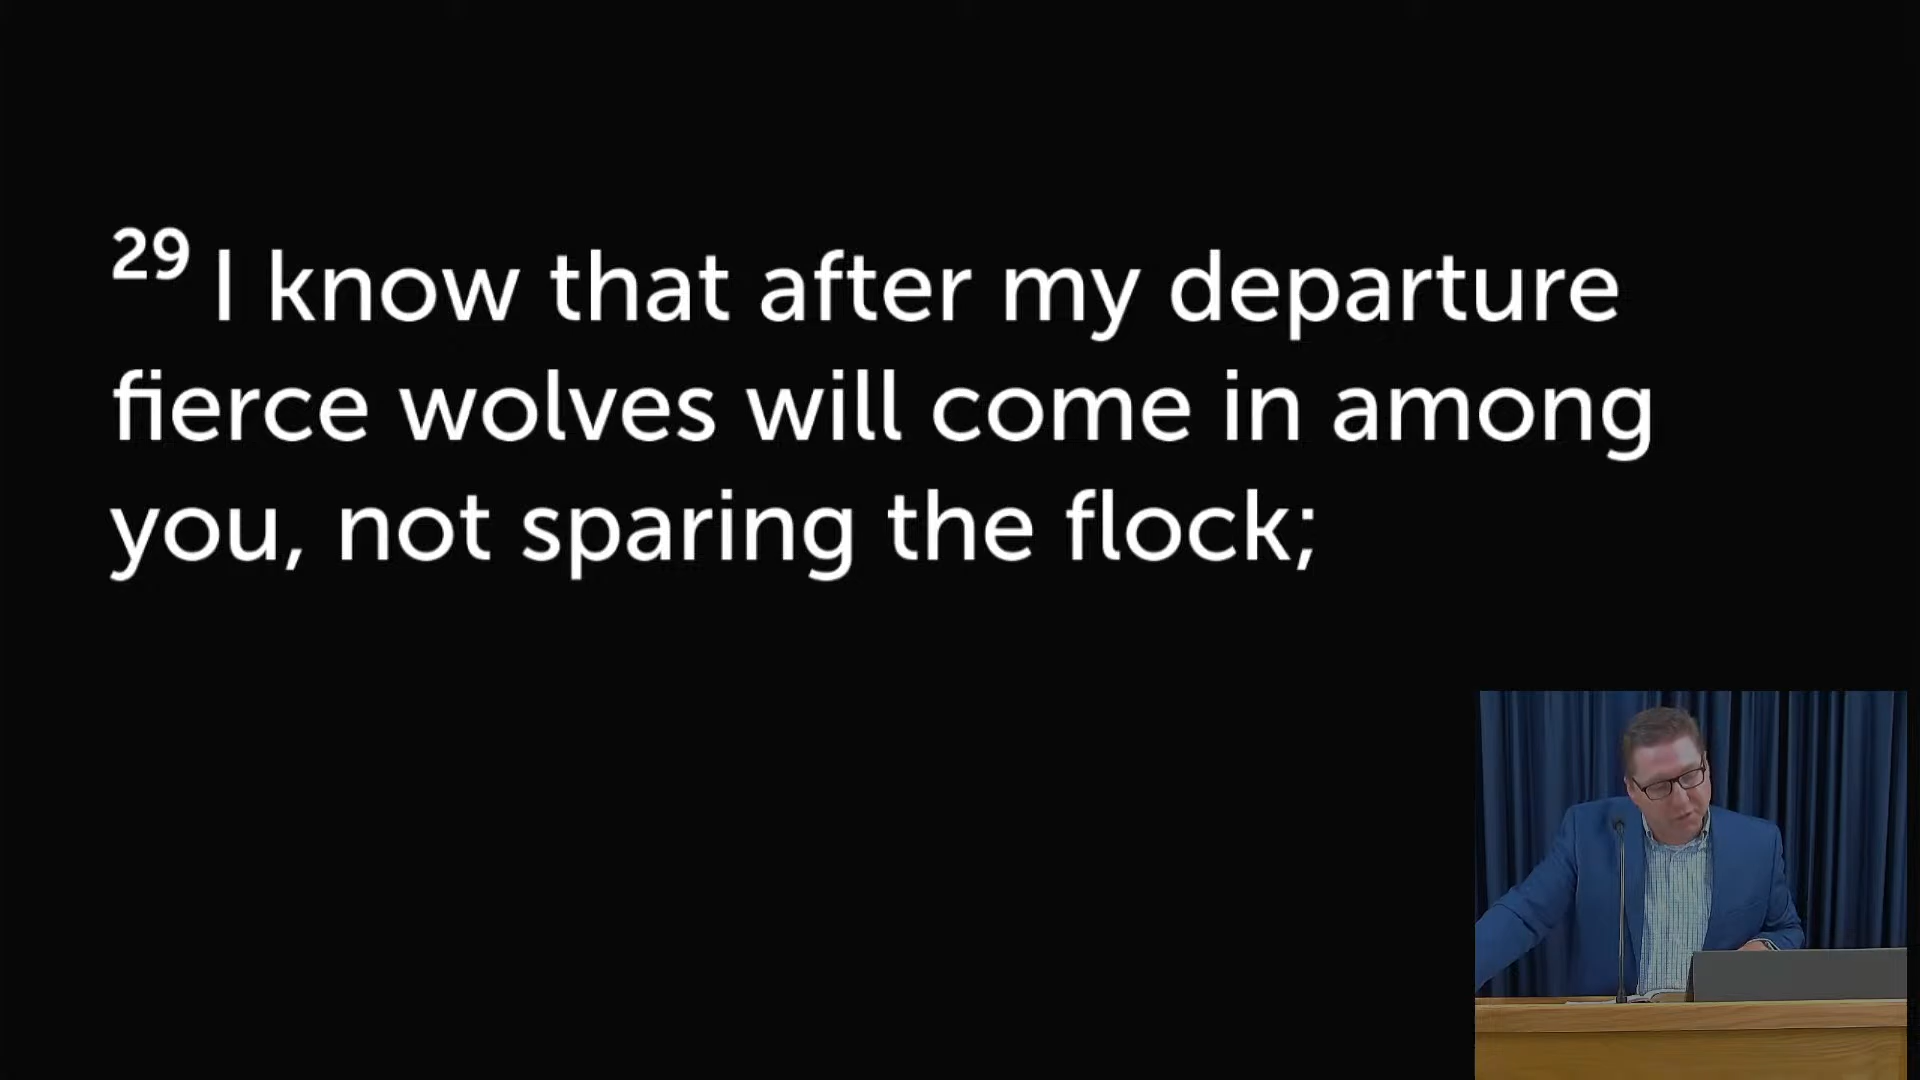 29 I know that after my departure
fierce wolves will come in among
you, not sparing the flock;